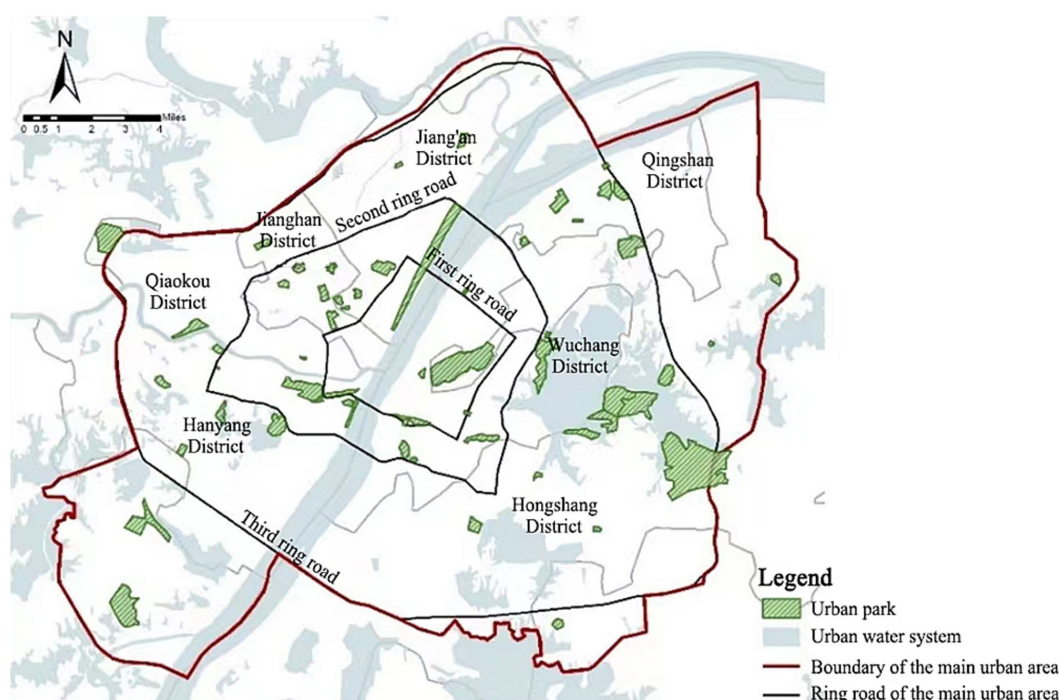 N
0 0.5 1 2 3 4 Miles
Jiang'an
District
Qingshan
District
Second ring road
Jianghan
District
First ring road
Qiaokou
District
Wuchang
District
Hanyang
District
Hongshang
District
Third ring road
Legend
Urban park
Urban water system
Boundary of the main urban area
Ring road of the main urban area